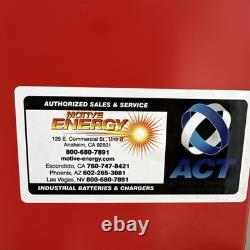 AUTHORIZED SALES & SERVICE
MOTIVE
ENERGY
125 E. Commercial St., Unit B
Anaheim, CA 92801
800-680-7891
motive-energy.com
Escondido, CA 760-747-8421
Phoenix, AZ 602-265-3081
Las Vegas, NV 800-680-7891
INDUSTRIAL BATTERIES & CHARGERS
ACT
ebay